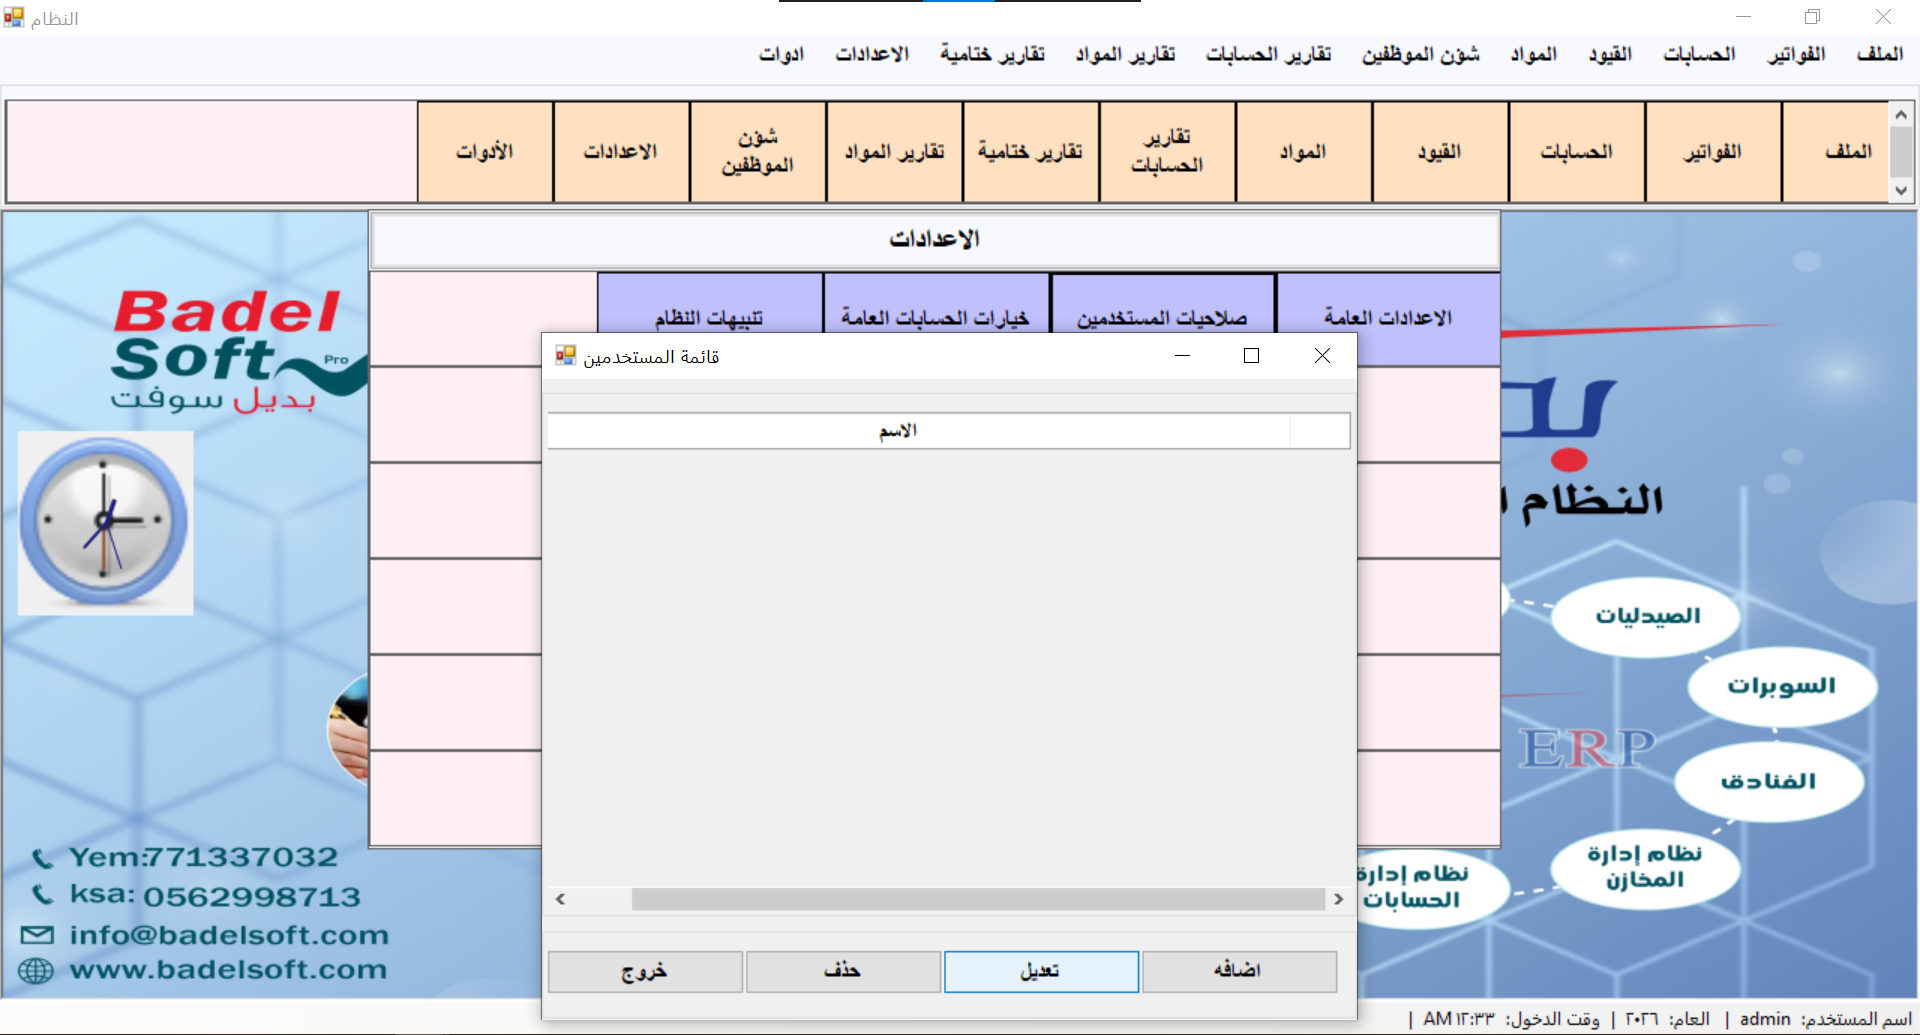 النظام
الملف الفواتير الحسابات القيود المواد شؤن الموظفين تقارير الحسابات تقارير المواد تقارير ختامية الاعدادات ادوات
الملف
الفواتير
الحسابات
القيود
المواد
تقارير
الحسابات
تقارير ختامية
تقارير المواد
شؤن
الموظفين
الاعدادات
الأدوات
الاعدادات
الاعدادات العامة
صلاحيات المستخدمين
خيارات الحسابات العامة
تنبيهات النظام
قائمة المستخدمين
الاسم
اضافه
تعديل
حذف
خروج
Badel
Soft
Pro
بديل سوفت
Yem:771337032
ksa: 0562998713
info@badelsoft.com
www.badelsoft.com
النظام
الصيدليات
السوبرات
ERP
الفنادق
نظام إدارة
المخازن
نظام إدارة
الحسابات
اسم المستخدم: admin | العام: ٢٠٢٦ | وقت الدخول: ١٢:٣٣ AM |